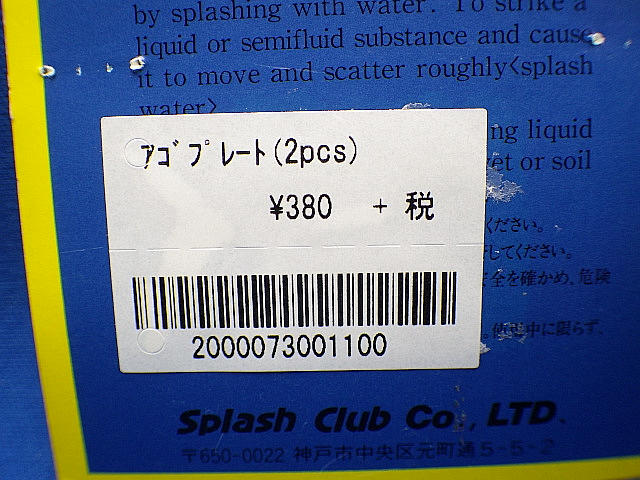 by splashing with water. To strike a
liquid or semifluid substance and cause
it to move and scatter roughly<splash
water>
ng liquid
wet or soil
アゴプレート(2pcs)
¥380 + 税
ください。
してください。
安全を確かめ、危険
。使用中に限らず、
2000073001100
Splash Club Co., LTD.
〒650-0022 神戸市中央区元町通5-5-2